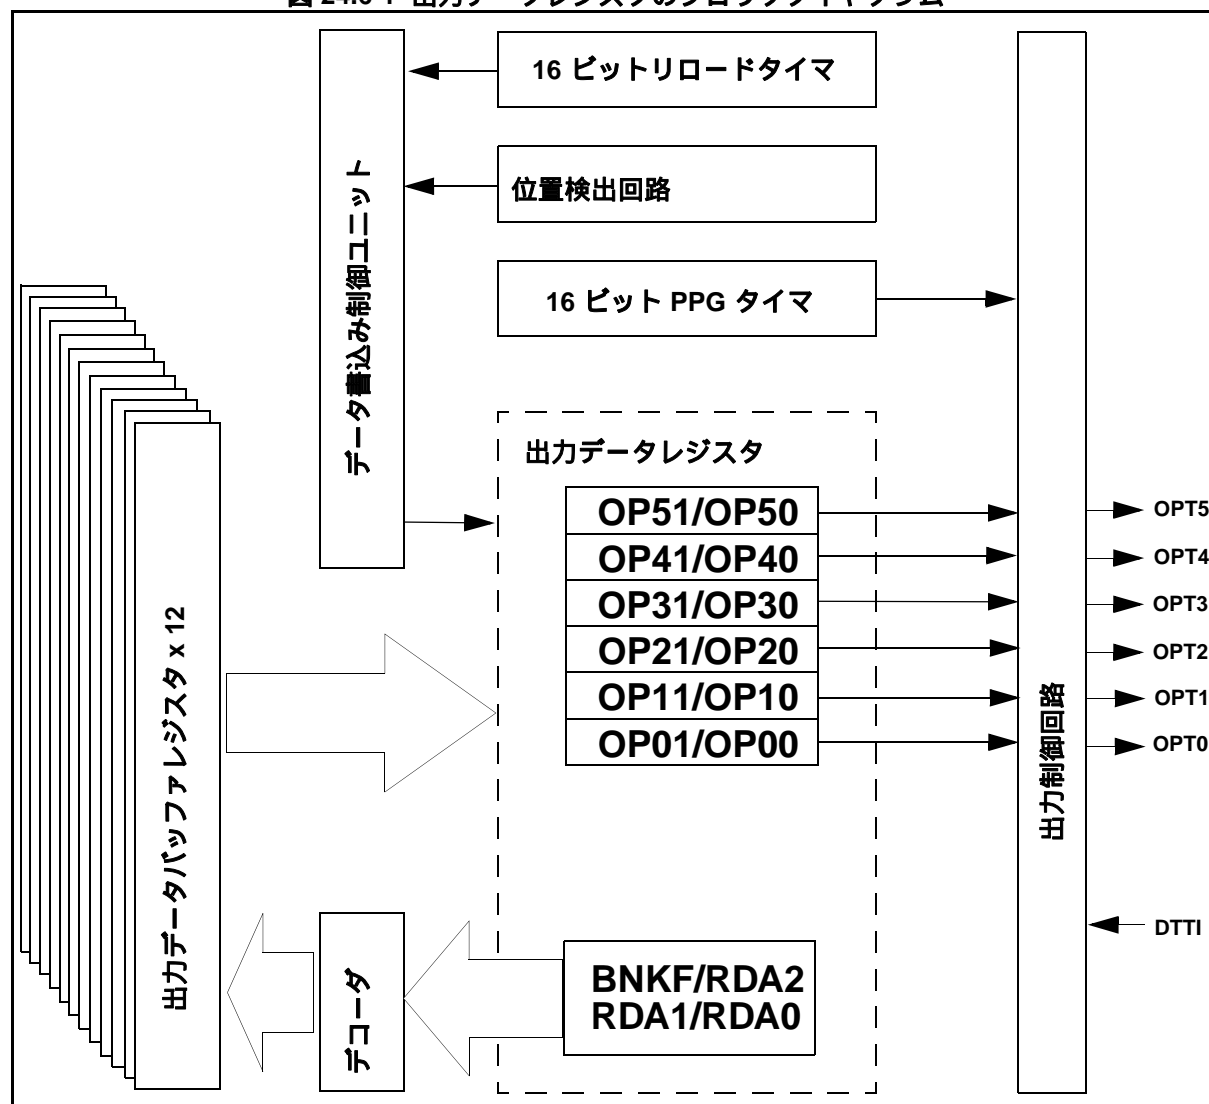 16 ビットリロードタイマ
位置検出回路
16 ビット PPG タイマ
データ書込み制御ユニット
出力データレジスタ
OP51/OP50
OP41/OP40
OP31/OP30
OP21/OP20
OP11/OP10
OP01/OP00
出力データバッファレジスタ x 12
デコーダ
BNKF/RDA2
RDA1/RDA0
出力制御回路
OPT5
OPT4
OPT3
OPT2
OPT1
OPT0
DTTI